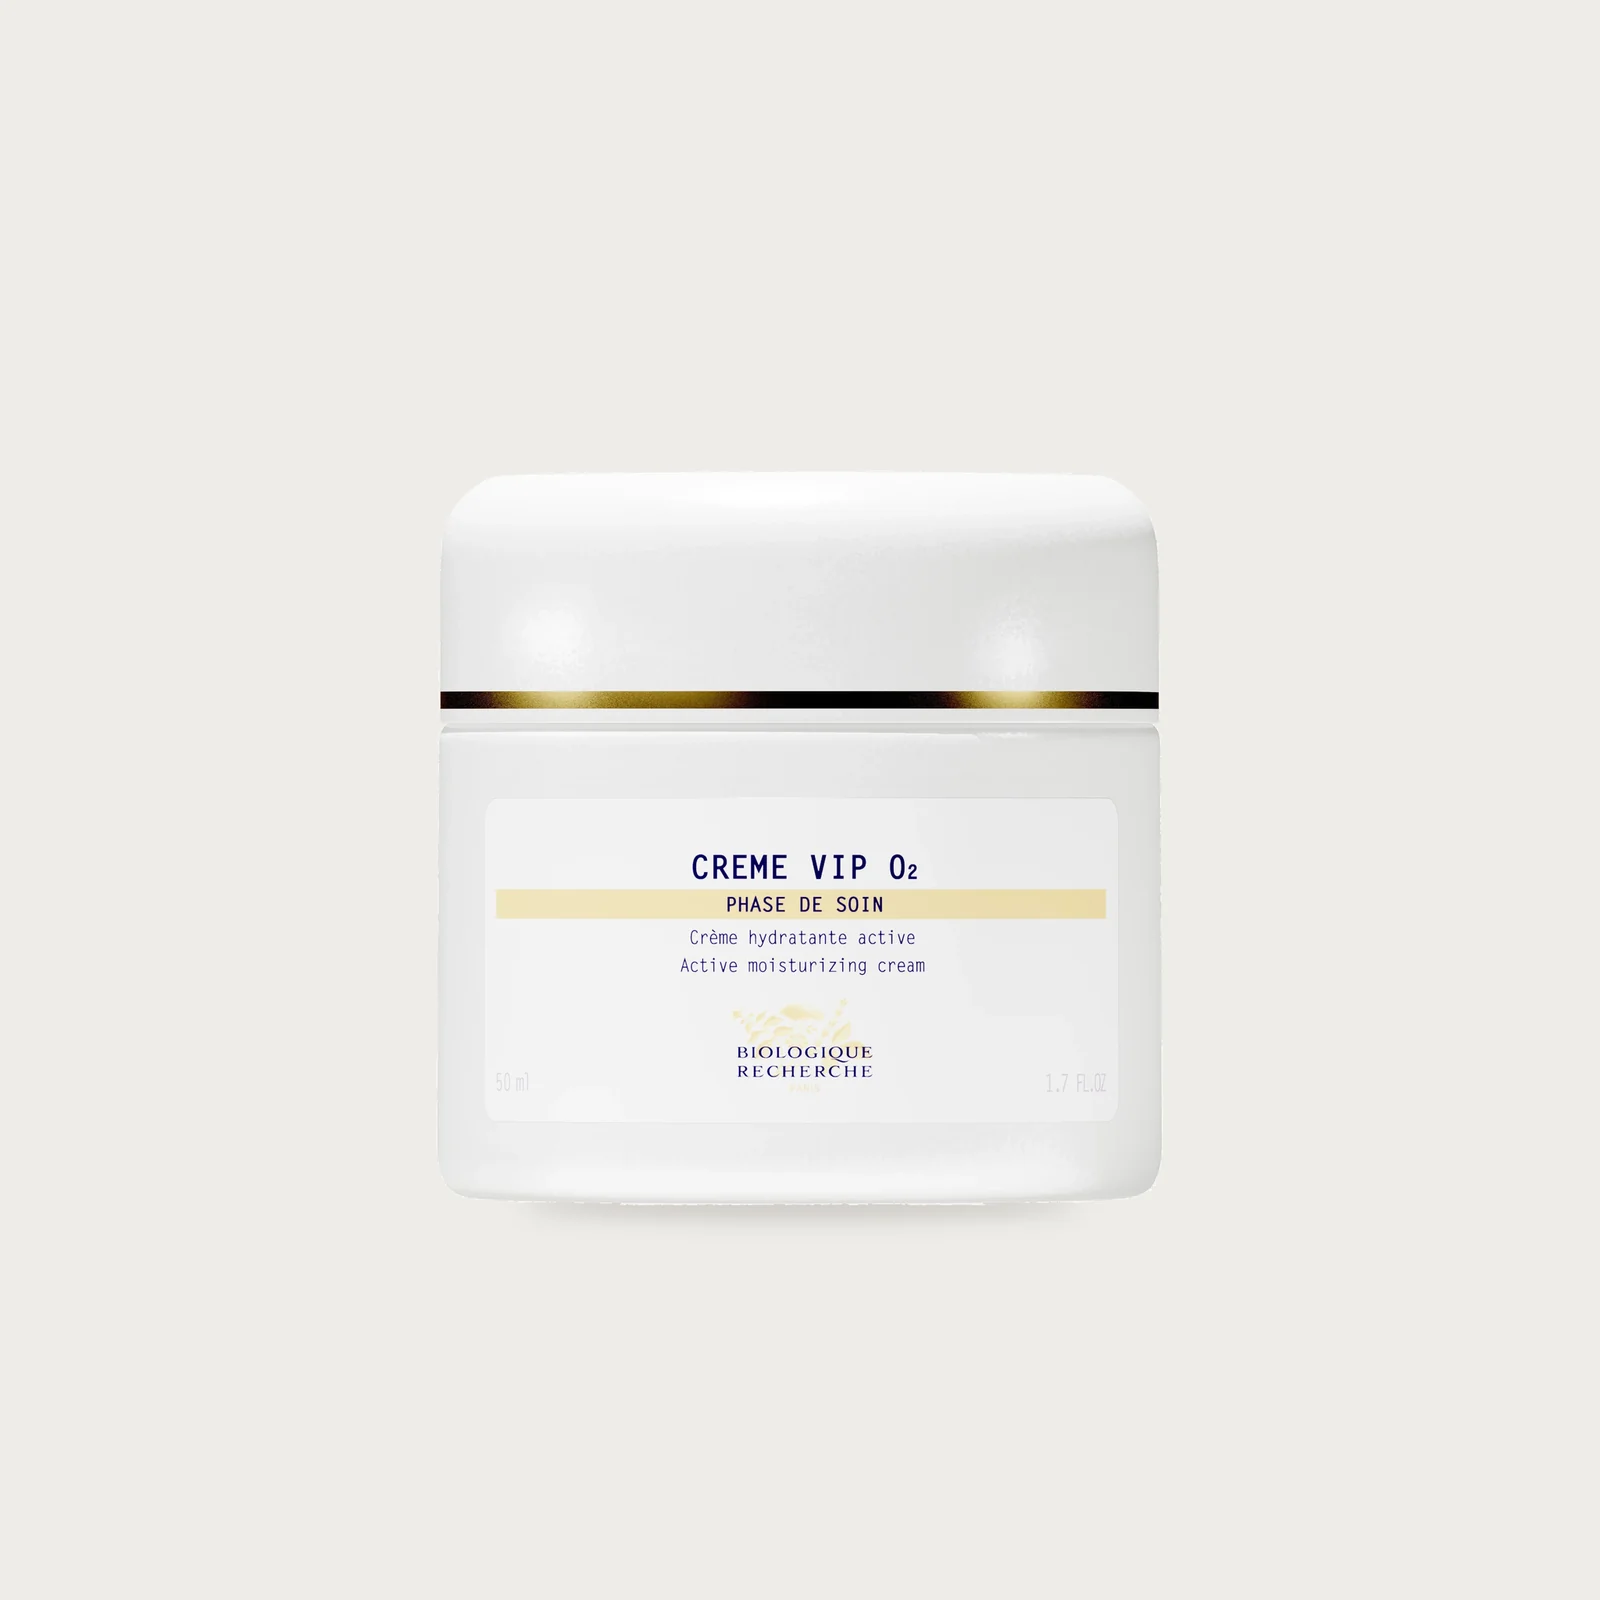 CREME VIP O₂
PHASE DE SOIN
Crème hydratante active
Active moisturizing cream
BIOLOGIQUE
RECHERCHE
PARIS
50 ml
1.7 FL.OZ